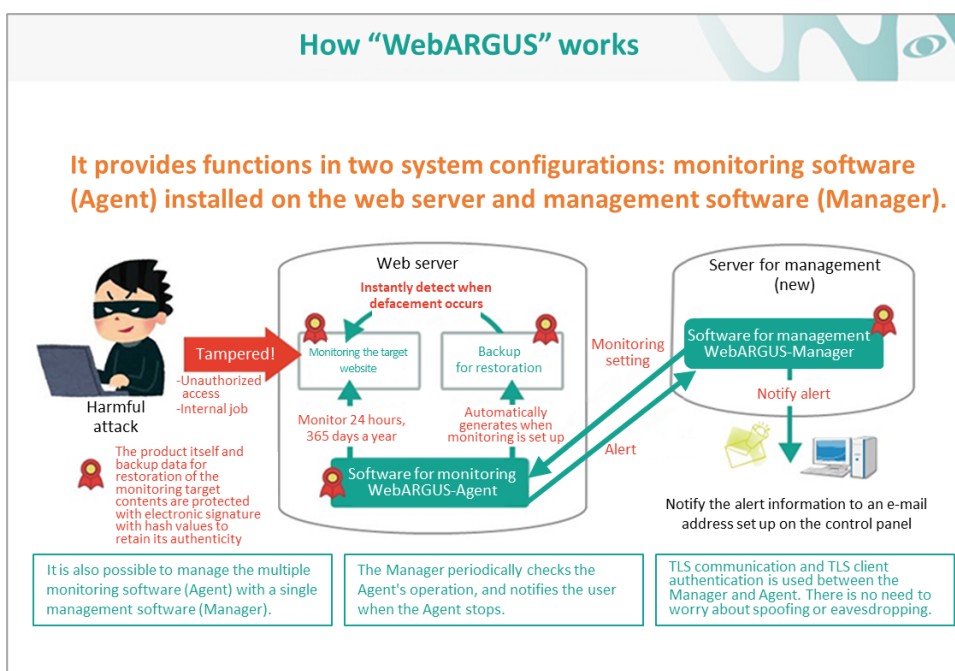 How “WebARGUS” works
It provides functions in two system configurations: monitoring software
(Agent) installed on the web server and management software (Manager).
Web server
Instantly detect when
defacement occurs
Server for management
(new)
Tampered!
Monitoring the target
website
Backup
for restoration
Monitoring
setting
Software for management
WebARGUS-Manager
-Unauthorized
access
-Internal job
Harmful
attack
Monitor 24 hours,
365 days a year
Automatically
generates when
monitoring is set up
Notify alert
Alert
The product itself and
backup data for
restoration of the
monitoring target
contents are protected
with electronic signature
with hash values to
retain its authenticity
Software for monitoring
WebARGUS-Agent
Notify the alert information to an e-mail
address set up on the control panel
It is also possible to manage the multiple
monitoring software (Agent) with a single
management software (Manager).
The Manager periodically checks the
Agent's operation, and notifies the user
when the Agent stops.
TLS communication and TLS client
authentication is used between the
Manager and Agent. There is no need to
worry about spoofing or eavesdropping.